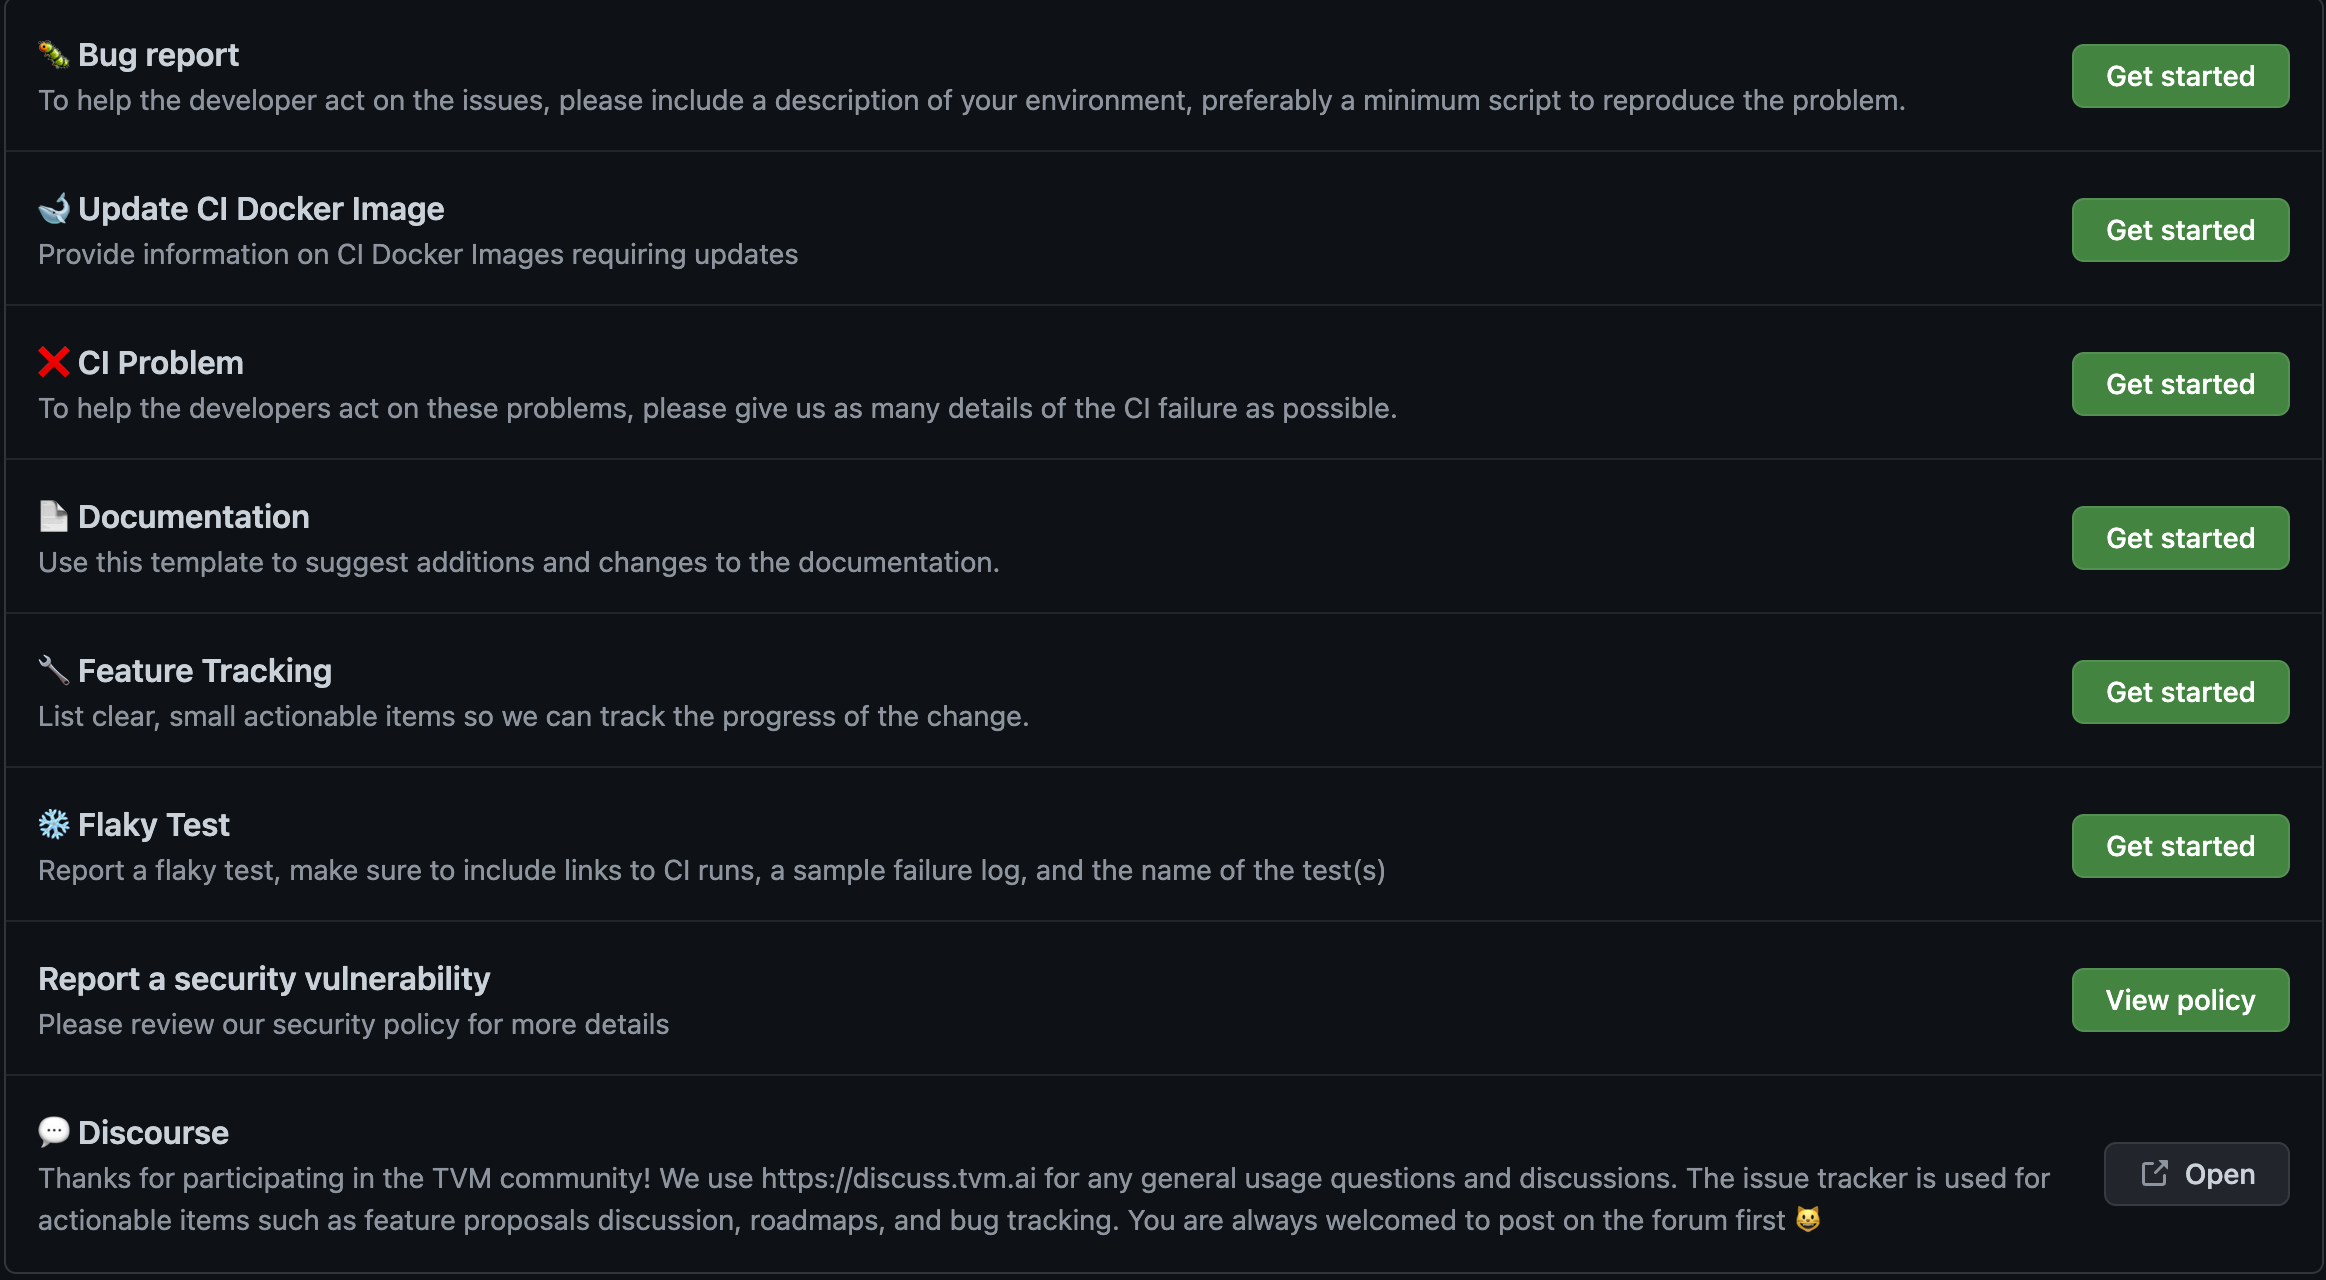 🐛 Bug report
To help the developer act on the issues, please include a description of your environment, preferably a minimum script to reproduce the problem.
Get started
🐋 Update CI Docker Image
Provide information on CI Docker Images requiring updates
Get started
❌ CI Problem
To help the developers act on these problems, please give us as many details of the CI failure as possible.
Get started
📄 Documentation
Use this template to suggest additions and changes to the documentation.
Get started
🔧 Feature Tracking
List clear, small actionable items so we can track the progress of the change.
Get started
❄️ Flaky Test
Report a flaky test, make sure to include links to CI runs, a sample failure log, and the name of the test(s)
Get started
Report a security vulnerability
Please review our security policy for more details
View policy
💬 Discourse
Thanks for participating in the TVM community! We use https://discuss.tvm.ai for any general usage questions and discussions. The issue tracker is used for
actionable items such as feature proposals discussion, roadmaps, and bug tracking. You are always welcomed to post on the forum first 😺
Open